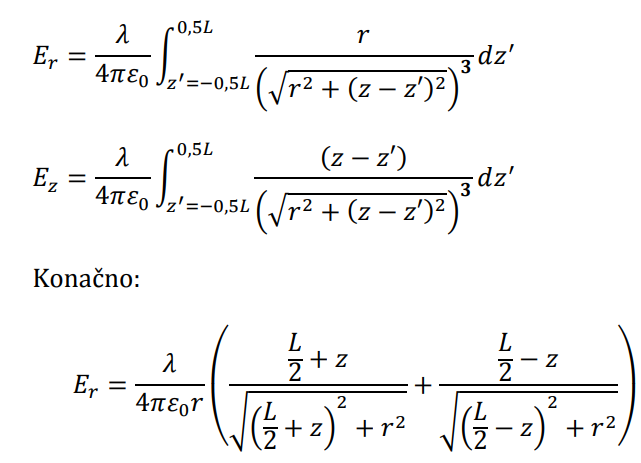 $E_r = \frac{\lambda}{4\pi\varepsilon_0} \int_{z'=-0,5L}^{0,5L} \frac{r}{\left(\sqrt{r^2 + (z - z')^2}\right)^{\mathbf{3}}} dz'$
$E_z = \frac{\lambda}{4\pi\varepsilon_0} \int_{z'=-0,5L}^{0,5L} \frac{(z - z')}{\left(\sqrt{r^2 + (z - z')^2}\right)^{\mathbf{3}}} dz'$
Konačno:
$E_r = \frac{\lambda}{4\pi\varepsilon_0 r} \left( \frac{\frac{L}{2} + z}{\sqrt{\left(\frac{L}{2} + z\right)^2 + r^2}} + \frac{\frac{L}{2} - z}{\sqrt{\left(\frac{L}{2} - z\right)^2 + r^2}} \right)$